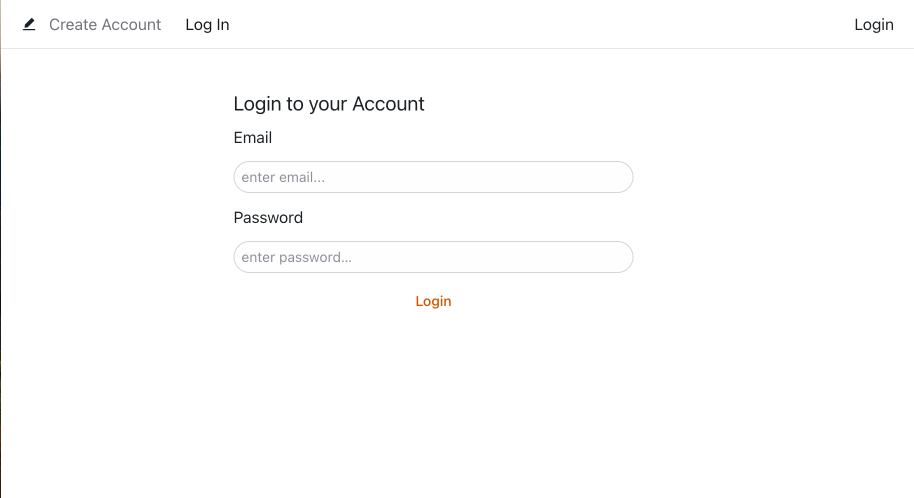 Create Account Log In Login
Login to your Account
Email
enter email...
Password
enter password...
Login